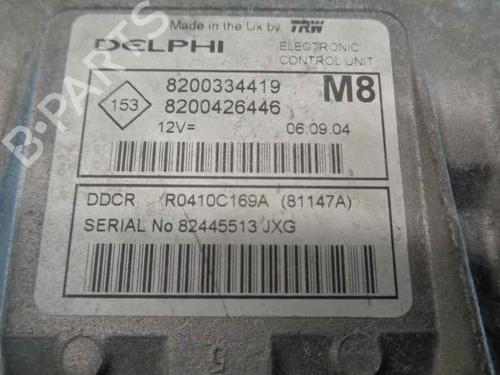 Made in the Uk by TRW
DELPHI
ELECTRONIC
CONTROL UNIT
153
8200334419
8200426446
M8
12V=
06.09.04
DDCR R0410C169A (81147A)
SERIAL No 82445513 JXG
B-PARTS
5